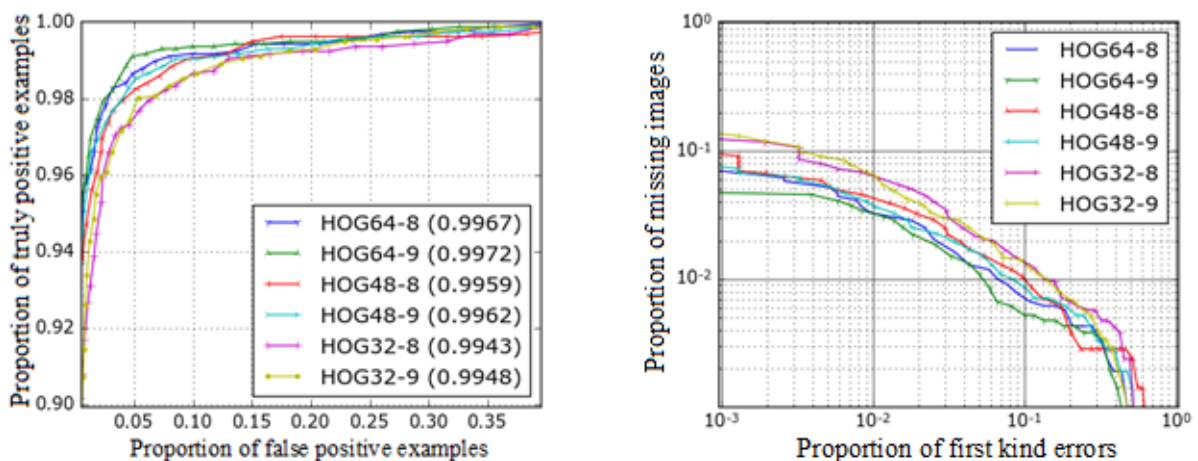 Proportion of truly positive examples
1.00
0.98
0.96
0.94
0.92
0.90
HOG64-8 (0.9967)
HOG64-9 (0.9972)
HOG48-8 (0.9959)
HOG48-9 (0.9962)
HOG32-8 (0.9943)
HOG32-9 (0.9948)
0.05 0.10 0.15 0.20 0.25 0.30 0.35
Proportion of false positive examples
Proportion of missing images
10⁰
10⁻¹
10⁻²
HOG64-8
HOG64-9
HOG48-8
HOG48-9
HOG32-8
HOG32-9
10⁻³ 10⁻² 10⁻¹ 10⁰
Proportion of first kind errors